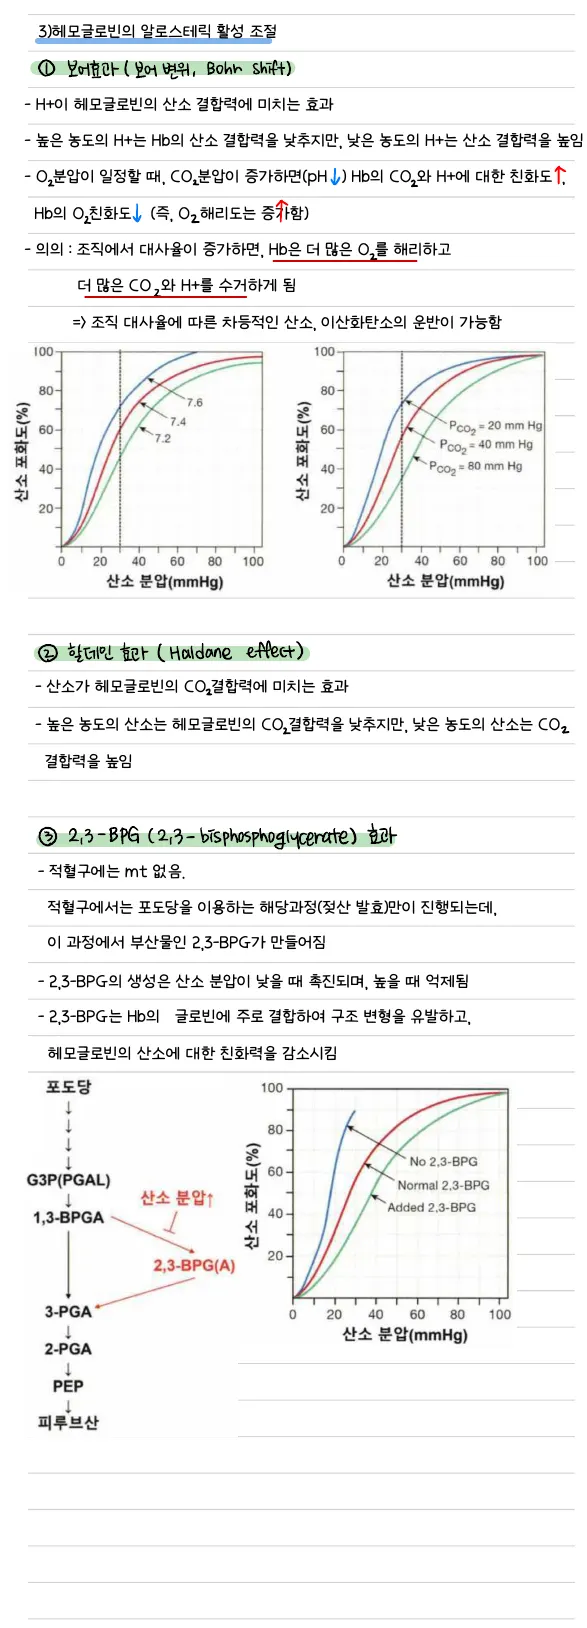 3)헤모글로빈의 알로스테릭 활성 조절
① 보어효과 ( 보어 변위, Bohn shift)
- H+이 헤모글로빈의 산소 결합력에 미치는 효과
- 높은 농도의 H+는 Hb의 산소 결합력을 낮추지만, 낮은 농도의 H+는 산소 결합력을 높임
- O₂분압이 일정할 때, CO₂분압이 증가하면(pH↓) Hb의 CO₂와 H+에 대한 친화도↑,
Hb의 O₂친화도↓ (즉, O₂해리도는 증가함)
- 의의 : 조직에서 대사율이 증가하면, Hb은 더 많은 O₂를 해리하고
더 많은 CO₂와 H+를 수거하게 됨
=> 조직 대사율에 따른 차등적인 산소, 이산화탄소의 운반이 가능함
산소 포화도(%)
100
80
60
40
20
0 20 40 60 80 100
7.6
7.4
7.2
산소 분압(mmHg)
산소 포화도(%)
100
80
60
40
20
0 20 40 60 80 100
PCO₂ = 20 mm Hg
PCO₂ = 40 mm Hg
PCO₂ = 80 mm Hg
산소 분압(mmHg)
② 할데인 효과 ( Haldane effect)
- 산소가 헤모글로빈의 CO₂결합력에 미치는 효과
- 높은 농도의 산소는 헤모글로빈의 CO₂결합력을 낮추지만, 낮은 농도의 산소는 CO₂
결합력을 높임
③ 2,3-BPG (2,3-bisphosphoglycerate) 효과
- 적혈구에는 mt 없음.
적혈구에서는 포도당을 이용하는 해당과정(젖산 발효)만이 진행되는데,
이 과정에서 부산물인 2,3-BPG가 만들어짐
- 2,3-BPG의 생성은 산소 분압이 낮을 때 촉진되며, 높을 때 억제됨
- 2,3-BPG는 Hb의 글로빈에 주로 결합하여 구조 변형을 유발하고,
헤모글로빈의 산소에 대한 친화력을 감소시킴
포도당
↓
↓
↓
↓
G3P(PGAL)
↓
1,3-BPGA
산소 분압↑
2,3-BPG(A)
3-PGA
↓
2-PGA
↓
PEP
↓
피루브산
산소 포화도(%)
100
80
60
40
20
0 20 40 60 80 100
No 2,3-BPG
Normal 2,3-BPG
Added 2,3-BPG
산소 분압(mmHg)